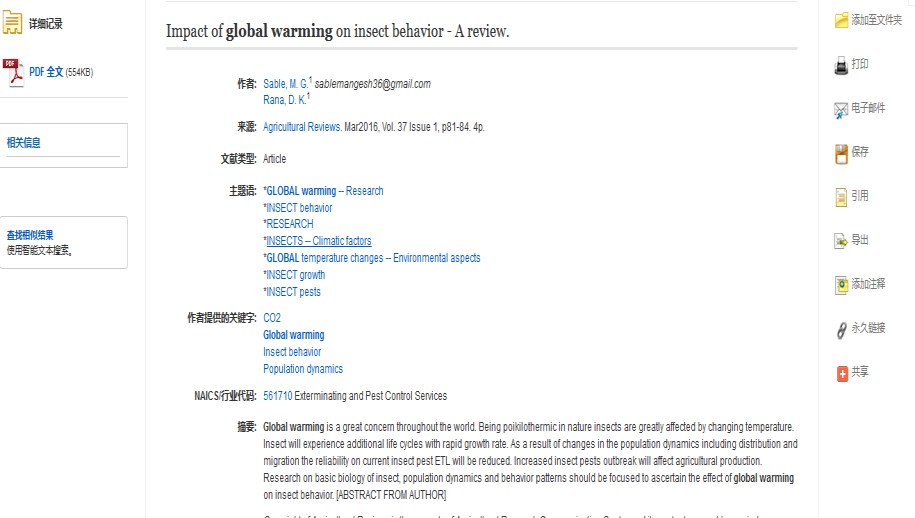 详细记录
PDF 全文 (554KB)
相关信息
查找相似结果
使用智能文本搜索。
Impact of global warming on insect behavior - A review.
作者: Sable, M. G.1 sablemangesh36@gmail.com
Rana, D. K.1
来源: Agricultural Reviews. Mar2016, Vol. 37 Issue 1, p81-84. 4p.
文献类型: Article
主题语: *GLOBAL warming -- Research
*INSECT behavior
*RESEARCH
*INSECTS -- Climatic factors
*GLOBAL temperature changes -- Environmental aspects
*INSECT growth
*INSECT pests
作者提供的关键字: CO2
Global warming
Insect behavior
Population dynamics
NAICS/行业代码: 561710 Exterminating and Pest Control Services
摘要: Global warming is a great concern throughout the world. Being poikilothermic in nature insects are greatly affected by changing temperature.
Insect will experience additional life cycles with rapid growth rate. As a result of changes in the population dynamics including distribution and
migration the reliability on current insect pest ETL will be reduced. Increased insect pests outbreak will affect agricultural production.
Research on basic biology of insect, population dynamics and behavior patterns should be focused to ascertain the effect of global warming
on insect behavior. [ABSTRACT FROM AUTHOR]
添加至文件夹
打印
电子邮件
保存
引用
导出
添加注释
永久链接
共享